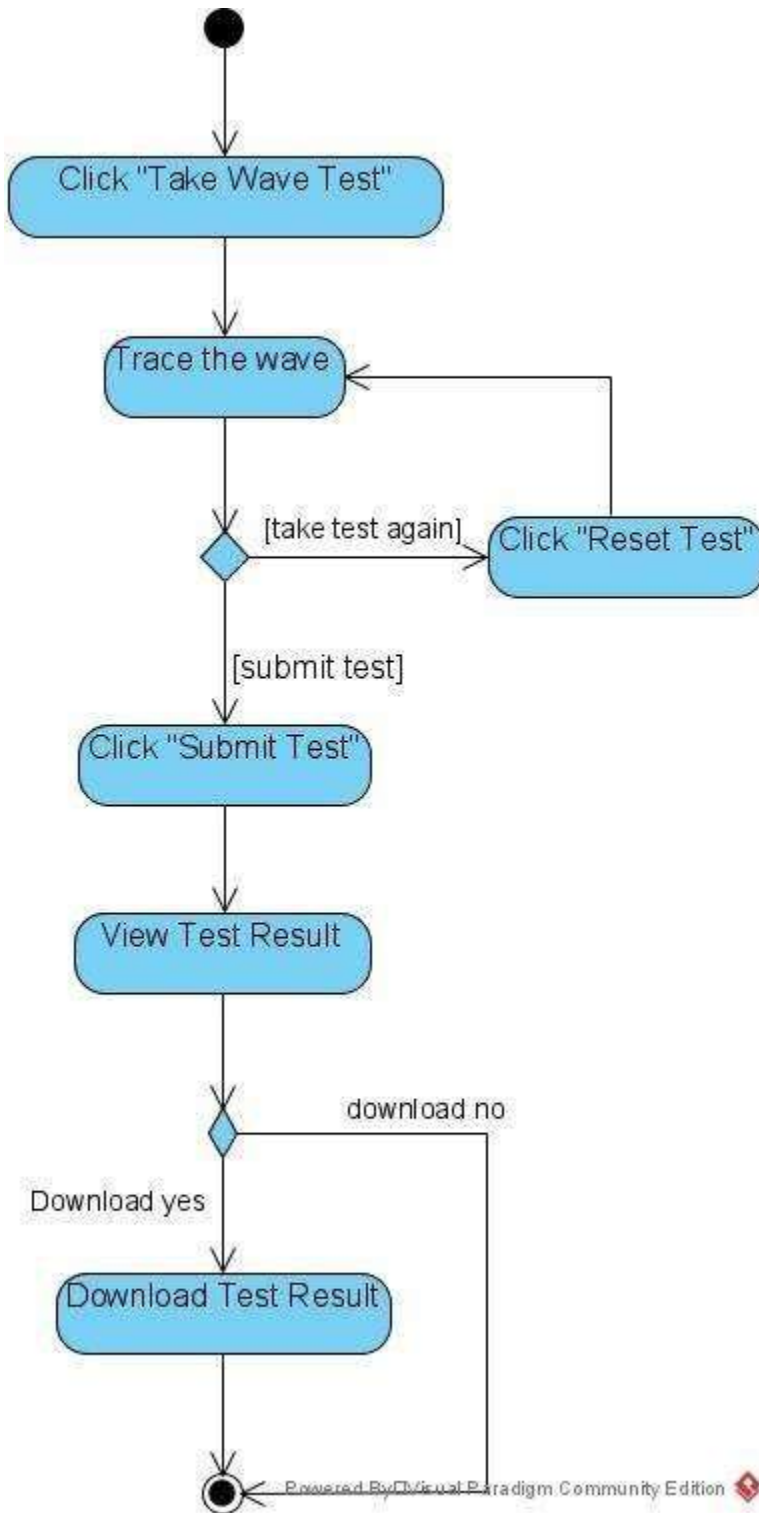 Click "Take Wave Test"
Trace the wave
[take test again]
Click "Reset Test"
[submit test]
Click "Submit Test"
View Test Result
download no
Download yes
Download Test Result
Powered By Visual Paradigm Community Edition